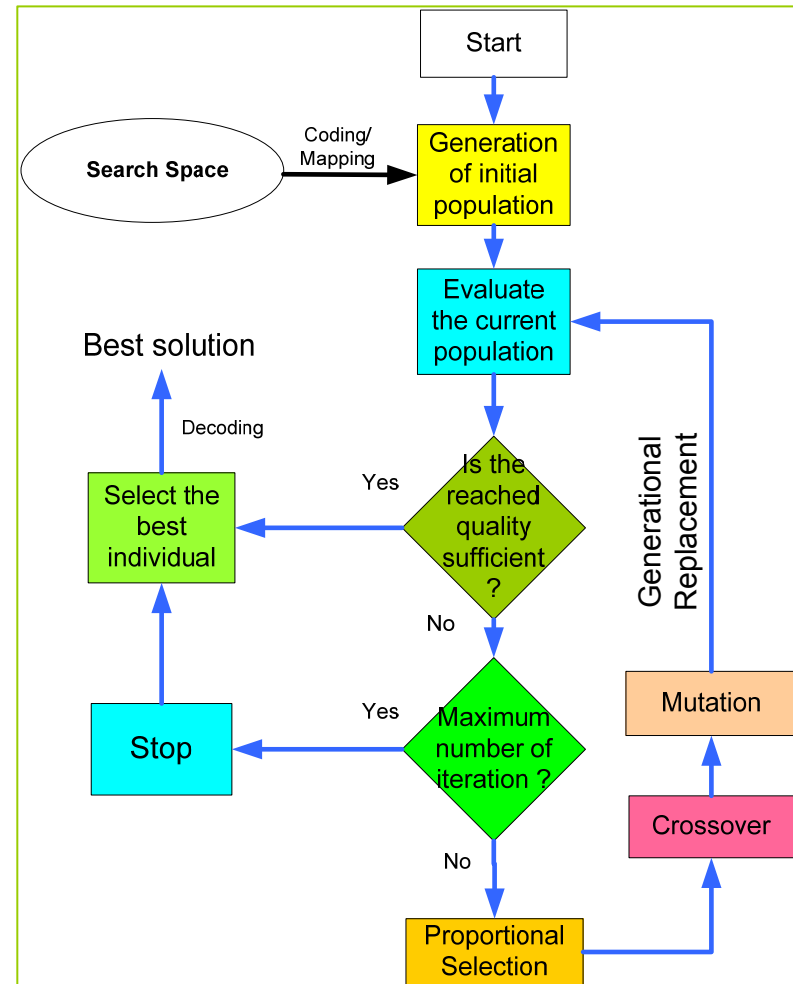 Start
Coding/
Mapping
Search Space
Generation
of initial
population
Evaluate
the current
population
Best solution
Decoding
Yes
Select the
best
individual
Is the
reached
quality
sufficient
?
Generational
Replacement
No
Yes
Stop
Maximum
number of
iteration ?
Mutation
Crossover
No
Proportional
Selection